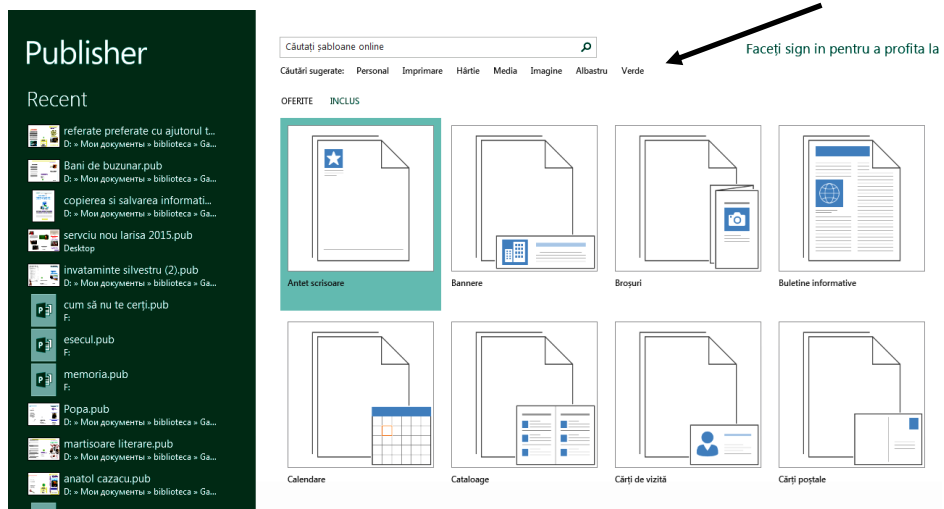 Publisher
Recent
referate preferate cu ajutorul t...
D: » Мои документы » biblioteca » Ga...
Bani de buzunar.pub
D: » Мои документы » biblioteca » Ga...
copierea si salvarea informati...
D: » Мои документы » biblioteca » Ga...
servciu nou larisa 2015.pub
Desktop
invataminte silvestru (2).pub
D: » Мои документы » biblioteca » Ga...
cum să nu te cerți.pub
F:
esecul.pub
F:
memoria.pub
F:
Popa.pub
D: » Мои документы » biblioteca » Ga...
martisoare literare.pub
D: » Мои документы » biblioteca » Ga...
anatol cazacu.pub
D: » Мои документы » biblioteca » Ga...
Căutați șabloane online
Faceți sign in pentru a profita la
Căutări sugerate: Personal Imprimare Hârtie Media Imagine Albastru Verde
OFERITE INCLUS
Antet scrisoare Bannere Broșuri Buletine informative
Calendare Cataloage Cărți de vizită Cărți poștale